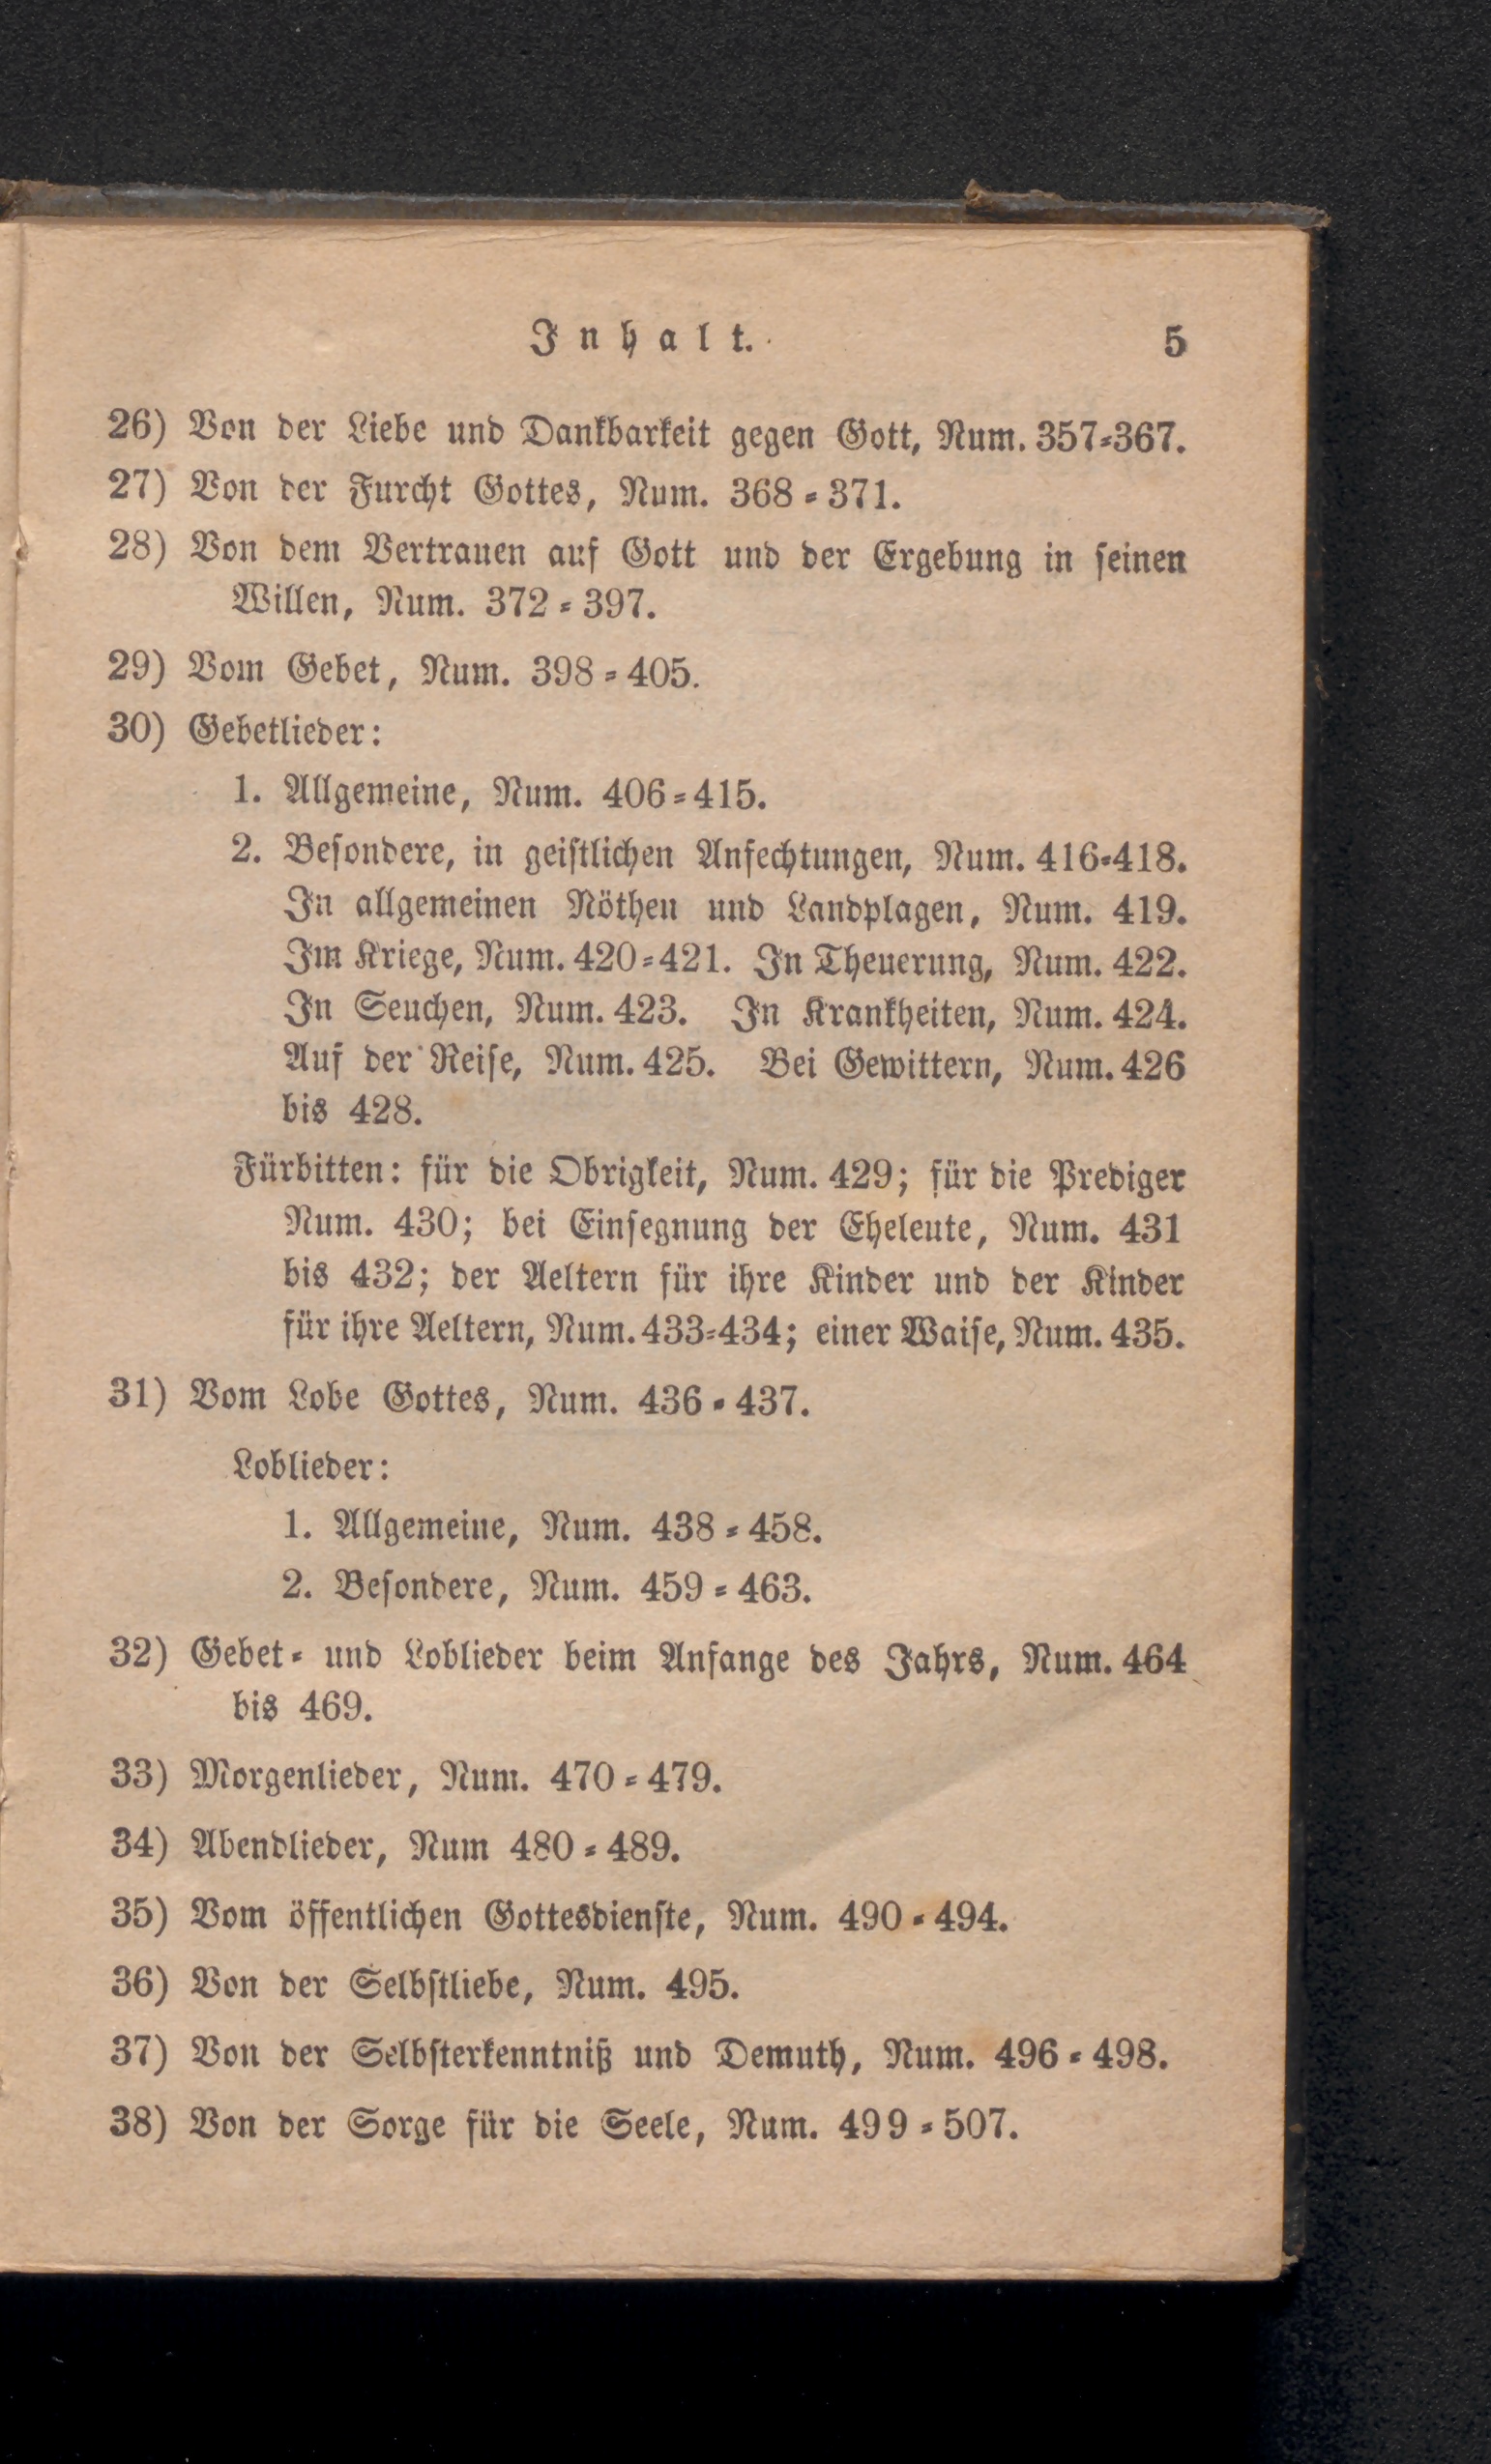 Inhalt.
5
26) Von der Liebe und Dankbarkeit gegen Gott, Num. 357-367.
27) Von der Furcht Gottes, Num. 368-371.
28) Von dem Vertrauen auf Gott und der Ergebung in seinen
Willen, Num. 372-397.
29) Vom Gebet, Num. 398-405.
30) Gebetlieder:
1. Allgemeine, Num. 406-415.
2. Besondere, in geistlichen Anfechtungen, Num. 416-418.
In allgemeinen Nöthen und Landplagen, Num. 419.
Im Kriege, Num. 420-421. In Theuerung, Num. 422.
In Seuchen, Num. 423. In Krankheiten, Num. 424.
Auf der Reise, Num. 425. Bei Gewittern, Num. 426
bis 428.
Fürbitten: für die Obrigkeit, Num. 429; für die Prediger
Num. 430; bei Einsegnung der Eheleute, Num. 431
bis 432; der Aeltern für ihre Kinder und der Kinder
für ihre Aeltern, Num. 433-434; einer Waise, Num. 435.
31) Vom Lobe Gottes, Num. 436-437.
Loblieder:
1. Allgemeine, Num. 438-458.
2. Besondere, Num. 459-463.
32) Gebet- und Loblieder beim Anfange des Jahrs, Num. 464
bis 469.
33) Morgenlieder, Num. 470-479.
34) Abendlieder, Num 480-489.
35) Vom öffentlichen Gottesdienste, Num. 490-494.
36) Von der Selbstliebe, Num. 495.
37) Von der Selbsterkenntniß und Demuth, Num. 496-498.
38) Von der Sorge für die Seele, Num. 499-507.